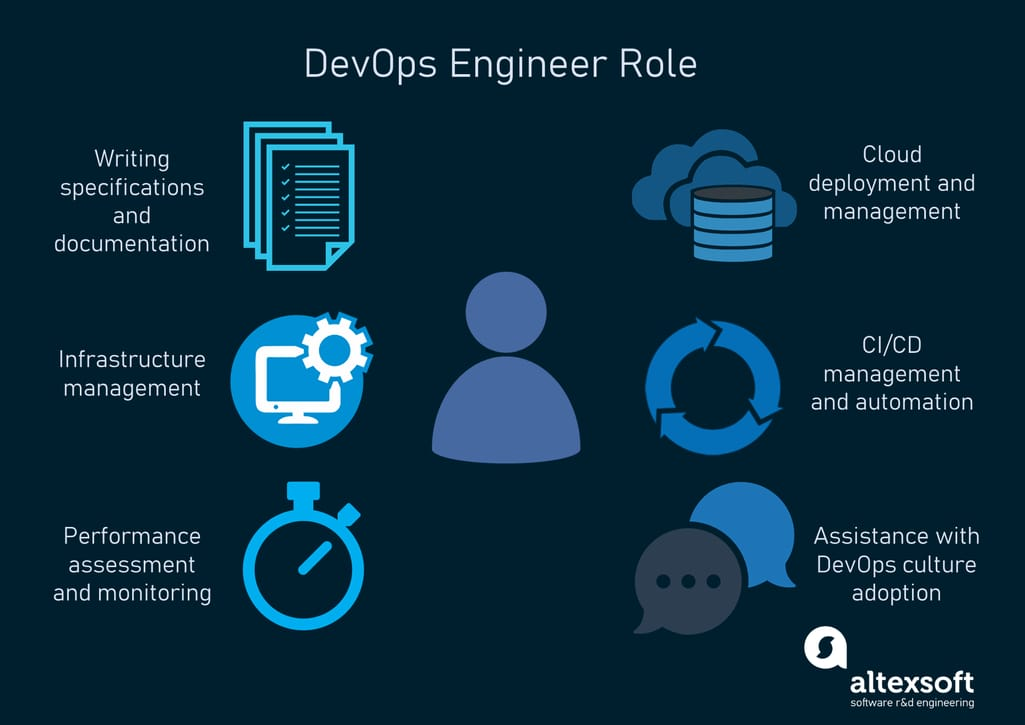 DevOps Engineer Role
Writing
specifications
and
documentation
Cloud
deployment and
management
Infrastructure
management
CI/CD
management
and automation
Performance
assessment
and monitoring
Assistance with
DevOps culture
adoption
altexsoft
software r&d engineering